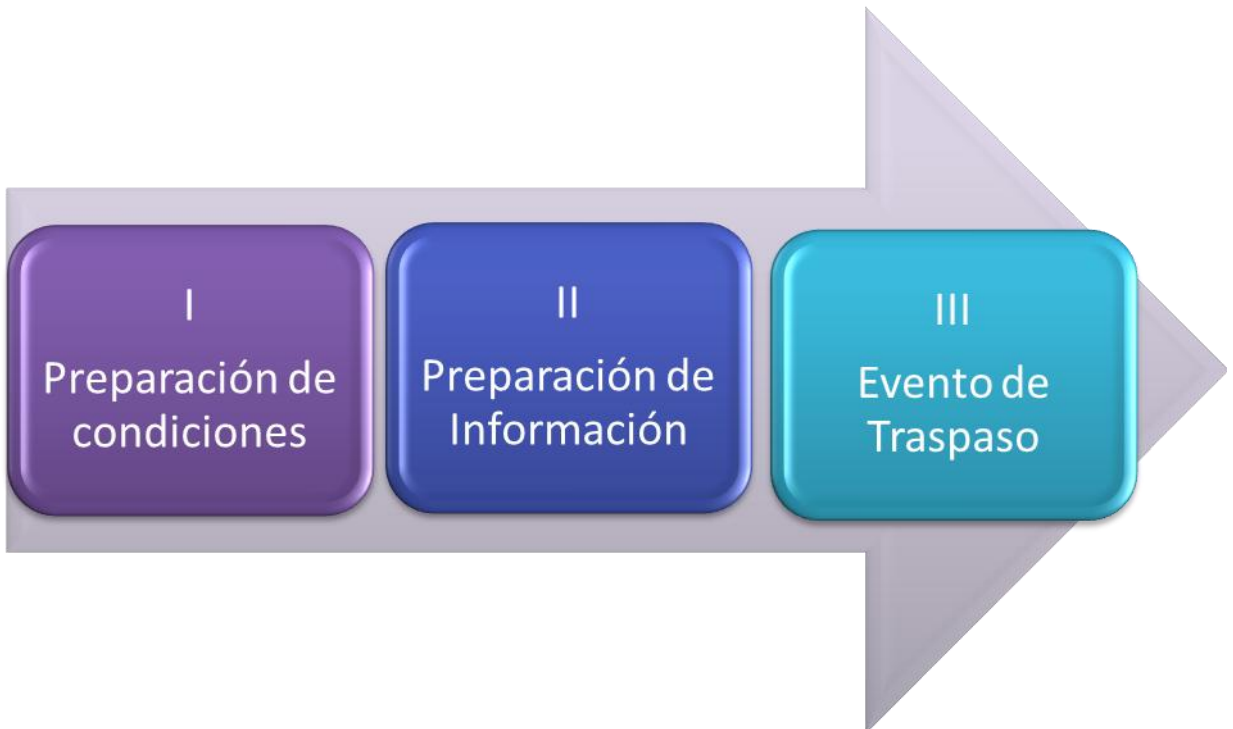 I
Preparación de
condiciones
II
Preparación de
Información
III
Evento de
Traspaso